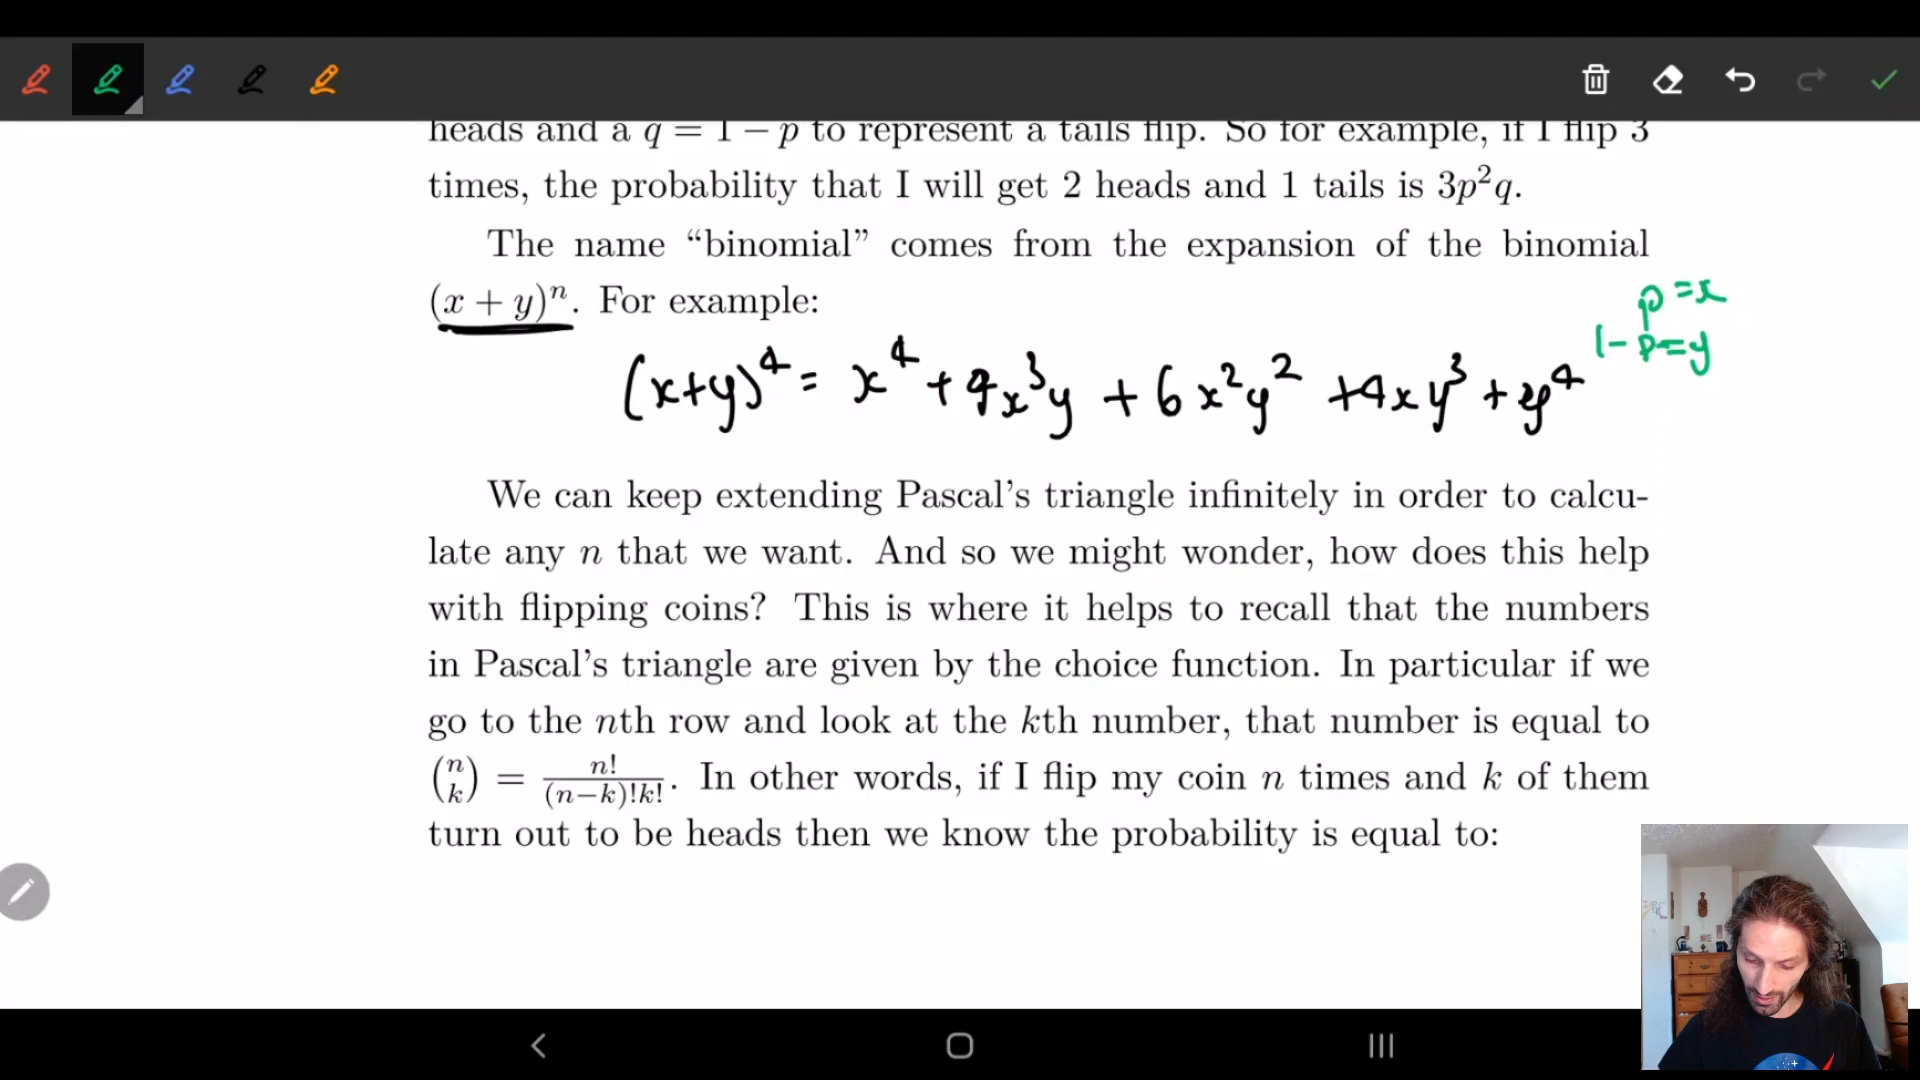 heads and a q = 1 − p to represent a tails flip. So for example, if I flip 3
times, the probability that I will get 2 heads and 1 tails is 3p²q.
The name “binomial” comes from the expansion of the binomial
(x + y)ⁿ. For example:
p = x
1 - p = y
(x+y)⁴ = x⁴ + 4x³y + 6x²y² + 4xy³ + y⁴
We can keep extending Pascal’s triangle infinitely in order to calcu-
late any n that we want. And so we might wonder, how does this help
with flipping coins? This is where it helps to recall that the numbers
in Pascal’s triangle are given by the choice function. In particular if we
go to the nth row and look at the kth number, that number is equal to
(n k) = n!/((n−k)!k!). In other words, if I flip my coin n times and k of them
turn out to be heads then we know the probability is equal to: